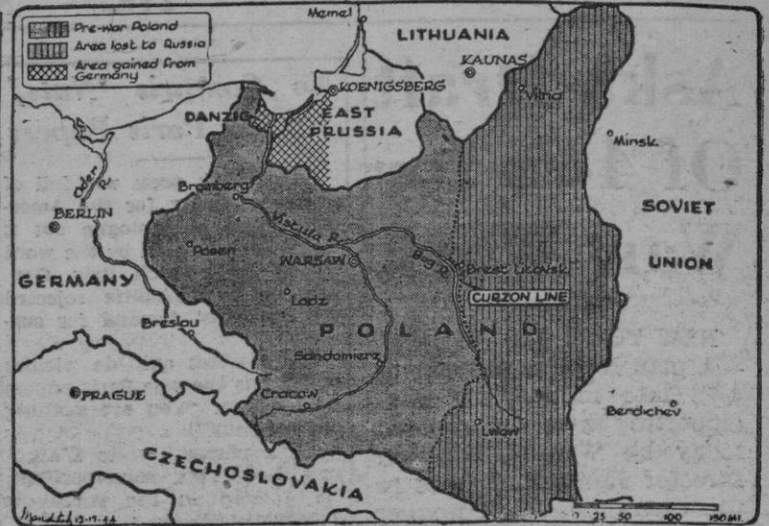 Pre-war Poland
Area lost to Russia
Area gained from
Germany
Memel
LITHUANIA
KAUNAS
KOENIGSBERG
Vilna
DANZIG
EAST
PRUSSIA
Minsk
Bromberg
Oder R.
BERLIN
SOVIET
UNION
Vistula R.
Posen
WARSAW
Bug R.
Brest Litovsk
GERMANY
Lodz
CURZON LINE
POLAND
Breslau
Sandomierz
PRAGUE
Cracow
Lwow
Berdichev
CZECHOSLOVAKIA
0 25 50 100 150 MI.